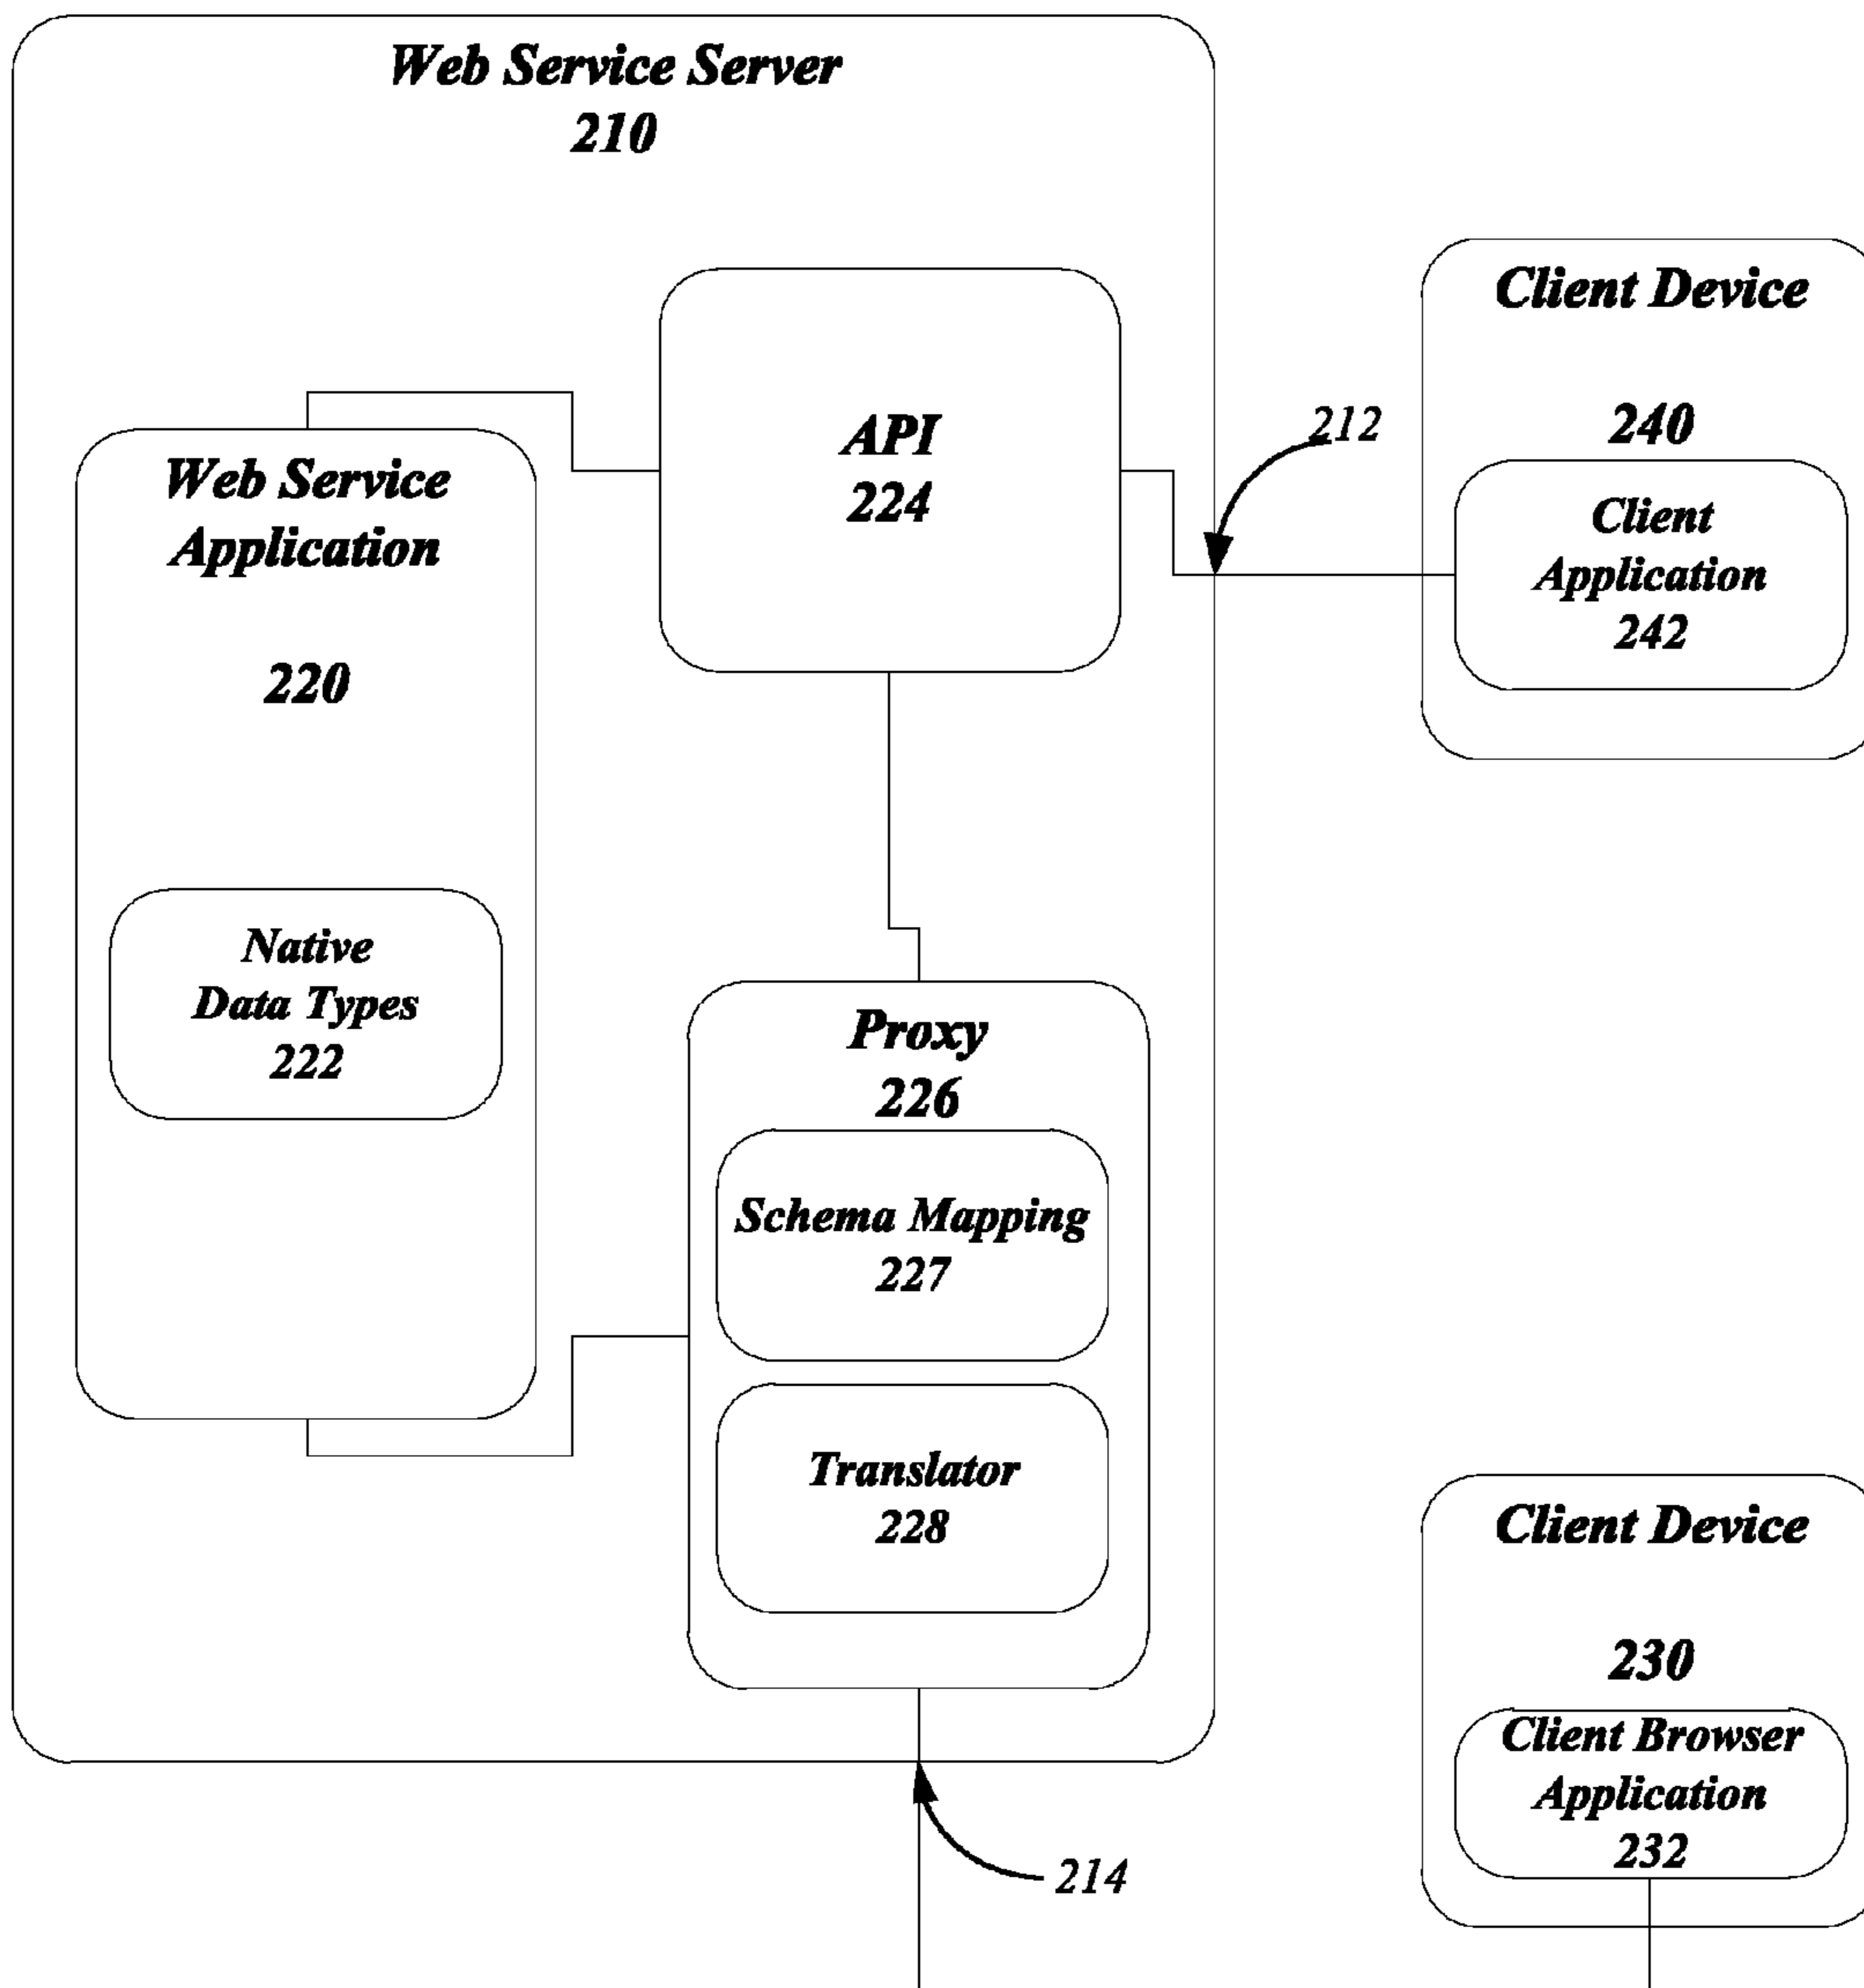 Web Service Server
210
API
224
Web Service
Application
220
Native
Data Types
222
Proxy
226
Schema Mapping
227
Translator
228
212
Client Device
240
Client
Application
242
Client Device
230
Client Browser
Application
232
214